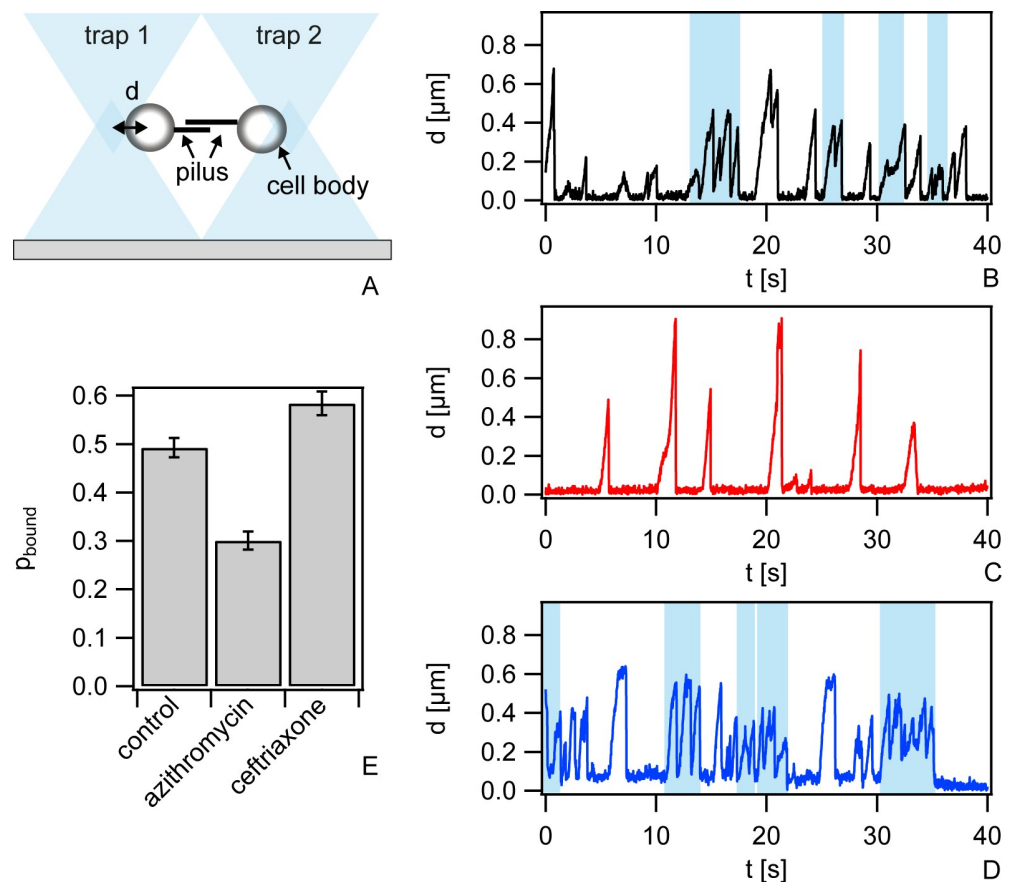 trap 1 trap 2
d
pilus
cell body
A
d [µm]
0.8
0.6
0.4
0.2
0.0
0 10 20 30 40
t [s]
B
d [µm]
0.8
0.6
0.4
0.2
0.0
0 10 20 30 40
t [s]
C
d [µm]
0.8
0.6
0.4
0.2
0.0
0 10 20 30 40
t [s]
D
pbound
0.6
0.5
0.4
0.3
0.2
0.1
0.0
control
azithromycin
ceftriaxone
E